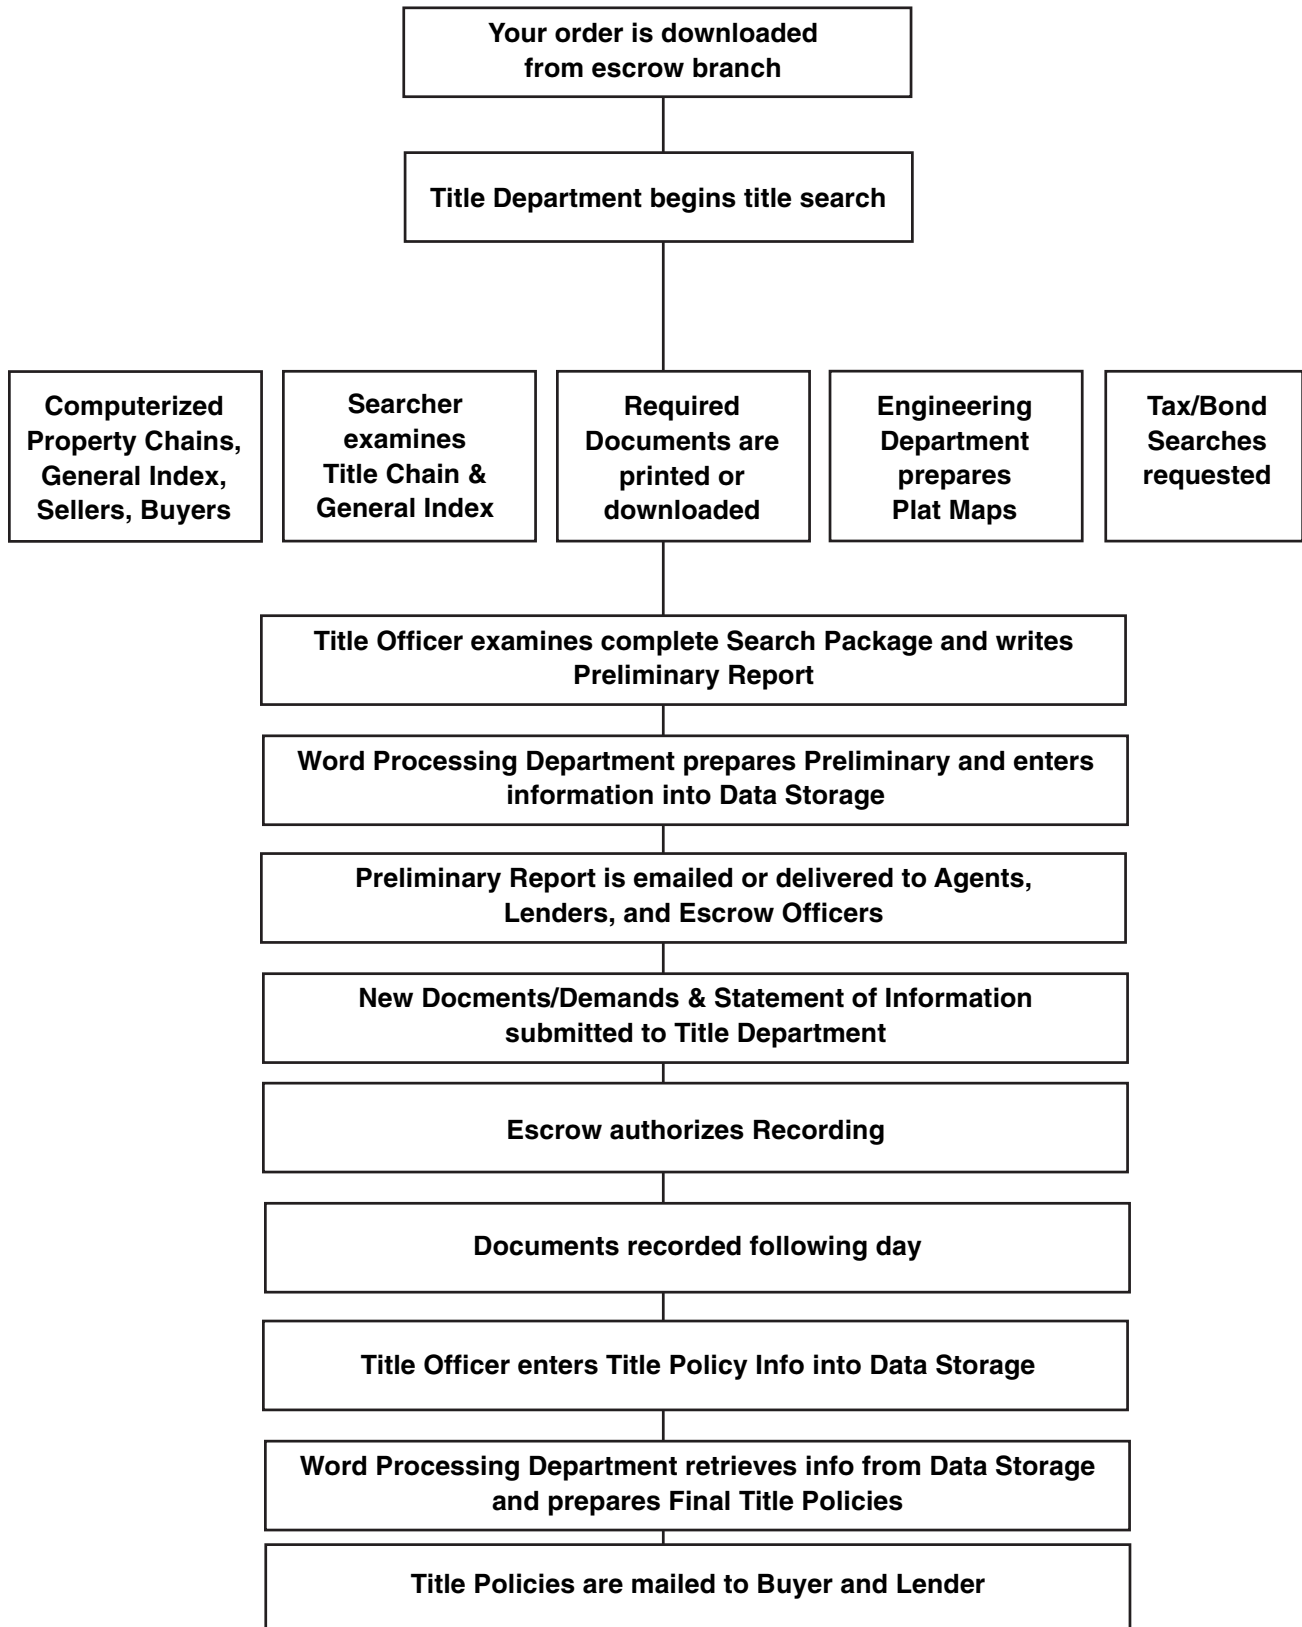 Your order is downloaded
from escrow branch
Title Department begins title search
Computerized
Property Chains,
General Index,
Sellers, Buyers
Searcher
examines
Title Chain &
General Index
Required
Documents are
printed or
downloaded
Engineering
Department
prepares
Plat Maps
Tax/Bond
Searches
requested
Title Officer examines complete Search Package and writes
Preliminary Report
Word Processing Department prepares Preliminary and enters
information into Data Storage
Preliminary Report is emailed or delivered to Agents,
Lenders, and Escrow Officers
New Docments/Demands & Statement of Information
submitted to Title Department
Escrow authorizes Recording
Documents recorded following day
Title Officer enters Title Policy Info into Data Storage
Word Processing Department retrieves info from Data Storage
and prepares Final Title Policies
Title Policies are mailed to Buyer and Lender